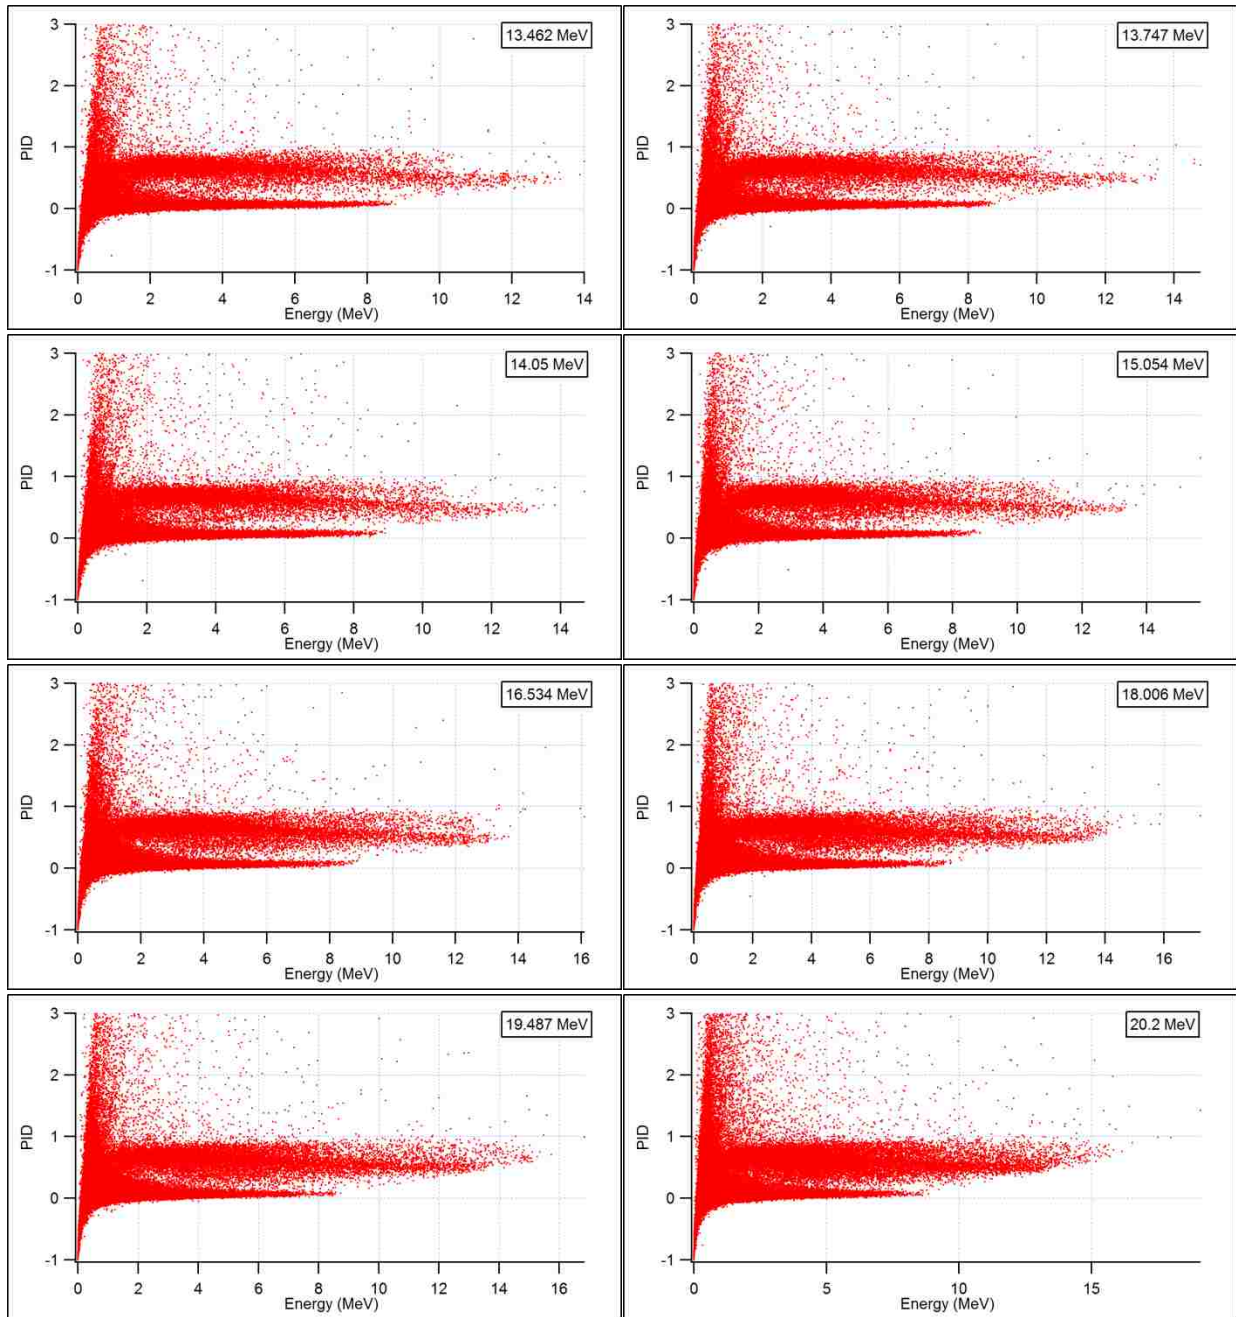 3
13.462 MeV
2
PID
1
0
-1
0 2 4 6 8 10 12 14
Energy (MeV)
3
13.747 MeV
2
PID
1
0
-1
0 2 4 6 8 10 12 14
Energy (MeV)
3
14.05 MeV
2
PID
1
0
-1
0 2 4 6 8 10 12 14
Energy (MeV)
3
15.054 MeV
2
PID
1
0
-1
0 2 4 6 8 10 12 14
Energy (MeV)
3
16.534 MeV
2
PID
1
0
-1
0 2 4 6 8 10 12 14 16
Energy (MeV)
3
18.006 MeV
2
PID
1
0
-1
0 2 4 6 8 10 12 14 16
Energy (MeV)
3
19.487 MeV
2
PID
1
0
-1
0 2 4 6 8 10 12 14 16
Energy (MeV)
3
20.2 MeV
2
PID
1
0
-1
0 5 10 15
Energy (MeV)